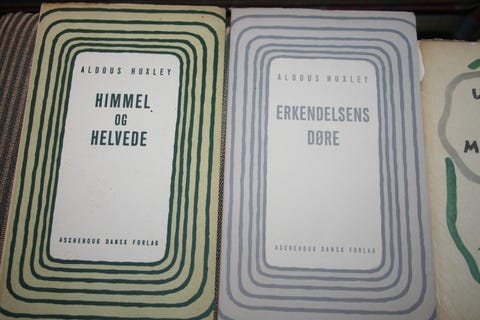 ALDOUS HUXLEY
HIMMEL
OG
HELVEDE
ASCHEHOUG DANSK FORLAG
ALDOUS HUXLEY
ERKENDELSENS
DØRE
ASCHEHOUG DANSK FORLAG